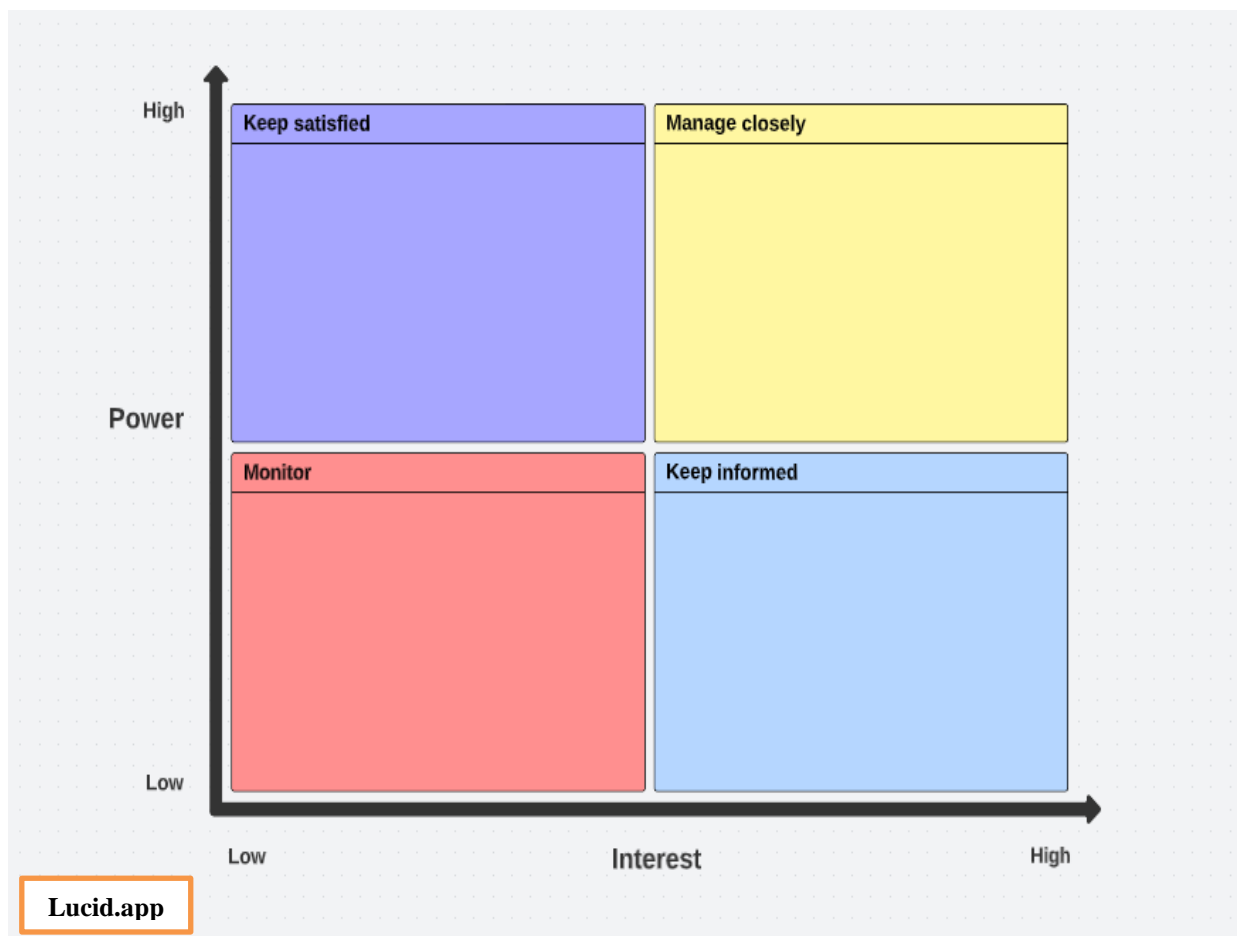 High
Keep satisfied
Manage closely
Power
Monitor
Keep informed
Low
Low
Interest
High
Lucid.app